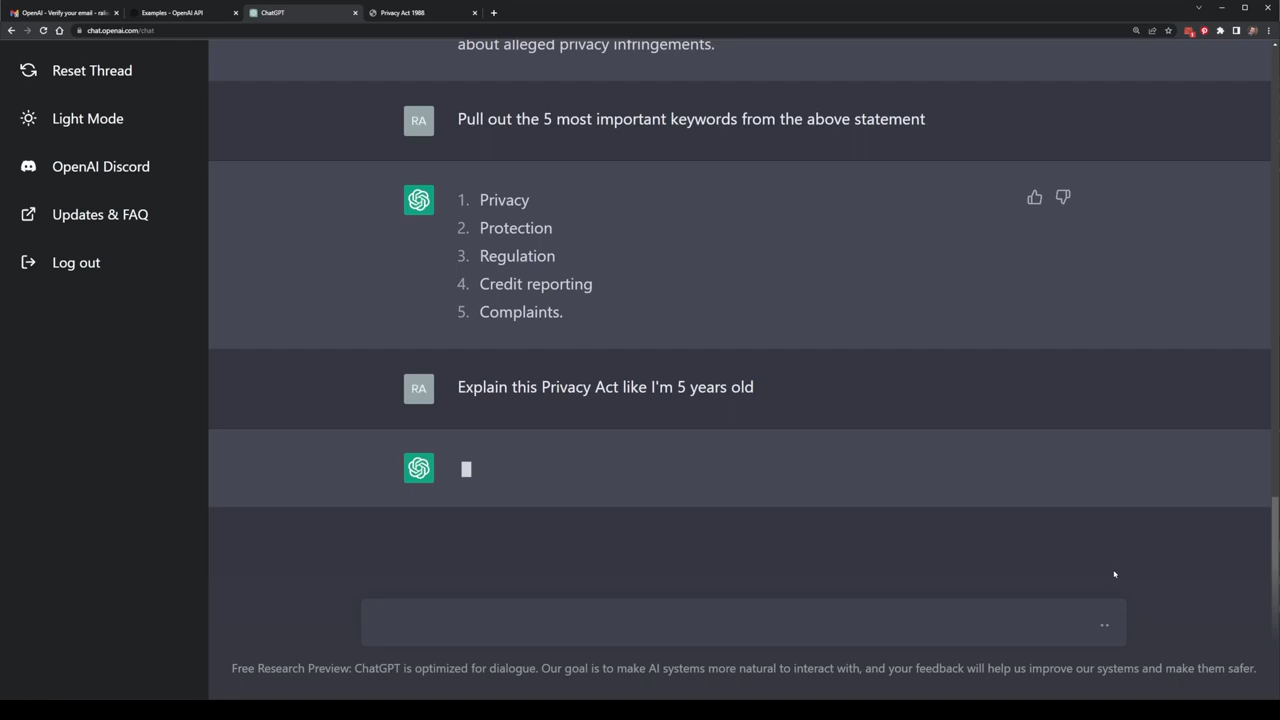 OpenAI - Verify your email - rale
Examples - OpenAI API
ChatGPT
Privacy Act 1988
chat.openai.com/chat
Reset Thread
Light Mode
OpenAI Discord
Updates & FAQ
Log out
about alleged privacy infringements.
RA
Pull out the 5 most important keywords from the above statement
1. Privacy
2. Protection
3. Regulation
4. Credit reporting
5. Complaints.
RA
Explain this Privacy Act like I'm 5 years old
Free Research Preview: ChatGPT is optimized for dialogue. Our goal is to make AI systems more natural to interact with, and your feedback will help us improve our systems and make them safer.